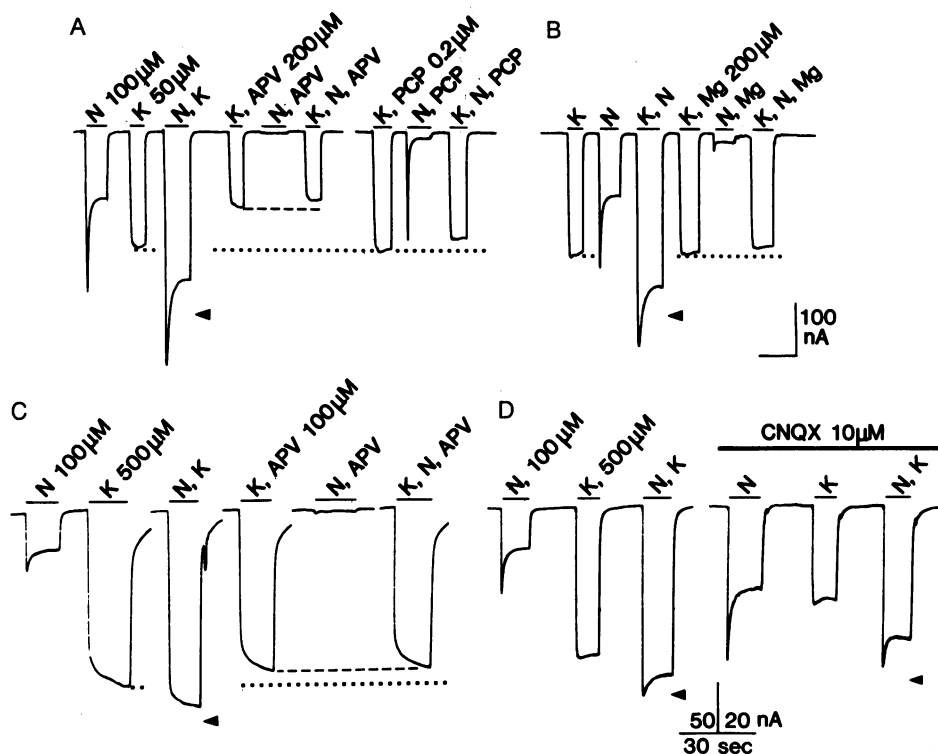 A
N 100µM
K 50µM
N, K
K, APV 200µM
N, APV
K, N, APV
K, PCP 0.2µM
N, PCP
K, N, PCP
B
K
N
K, N
K, Mg 200µM
N, Mg
K, N, Mg
100
nA
C
N 100µM
K 500µM
N, K
K, APV 100µM
N, APV
K, N, APV
D
N, 100µM
K, 500µM
N, K
CNQX 10µM
N
K
N, K
50 20 nA
30 sec